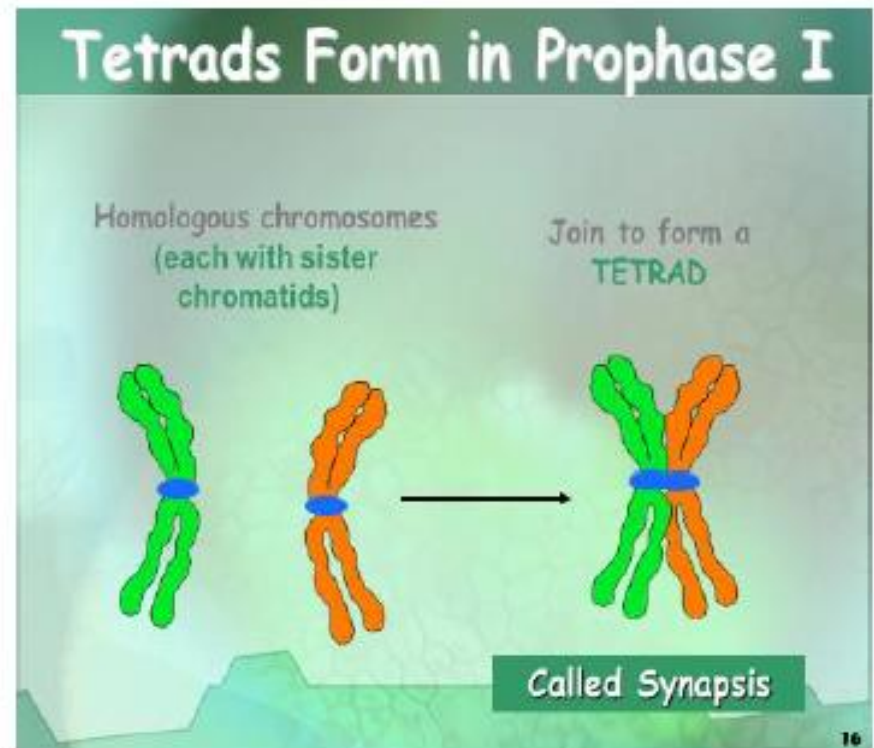 Tetrads Form in Prophase I
Homologous chromosomes
(each with sister
chromatids)
Join to form a
TETRAD
Called Synapsis
16